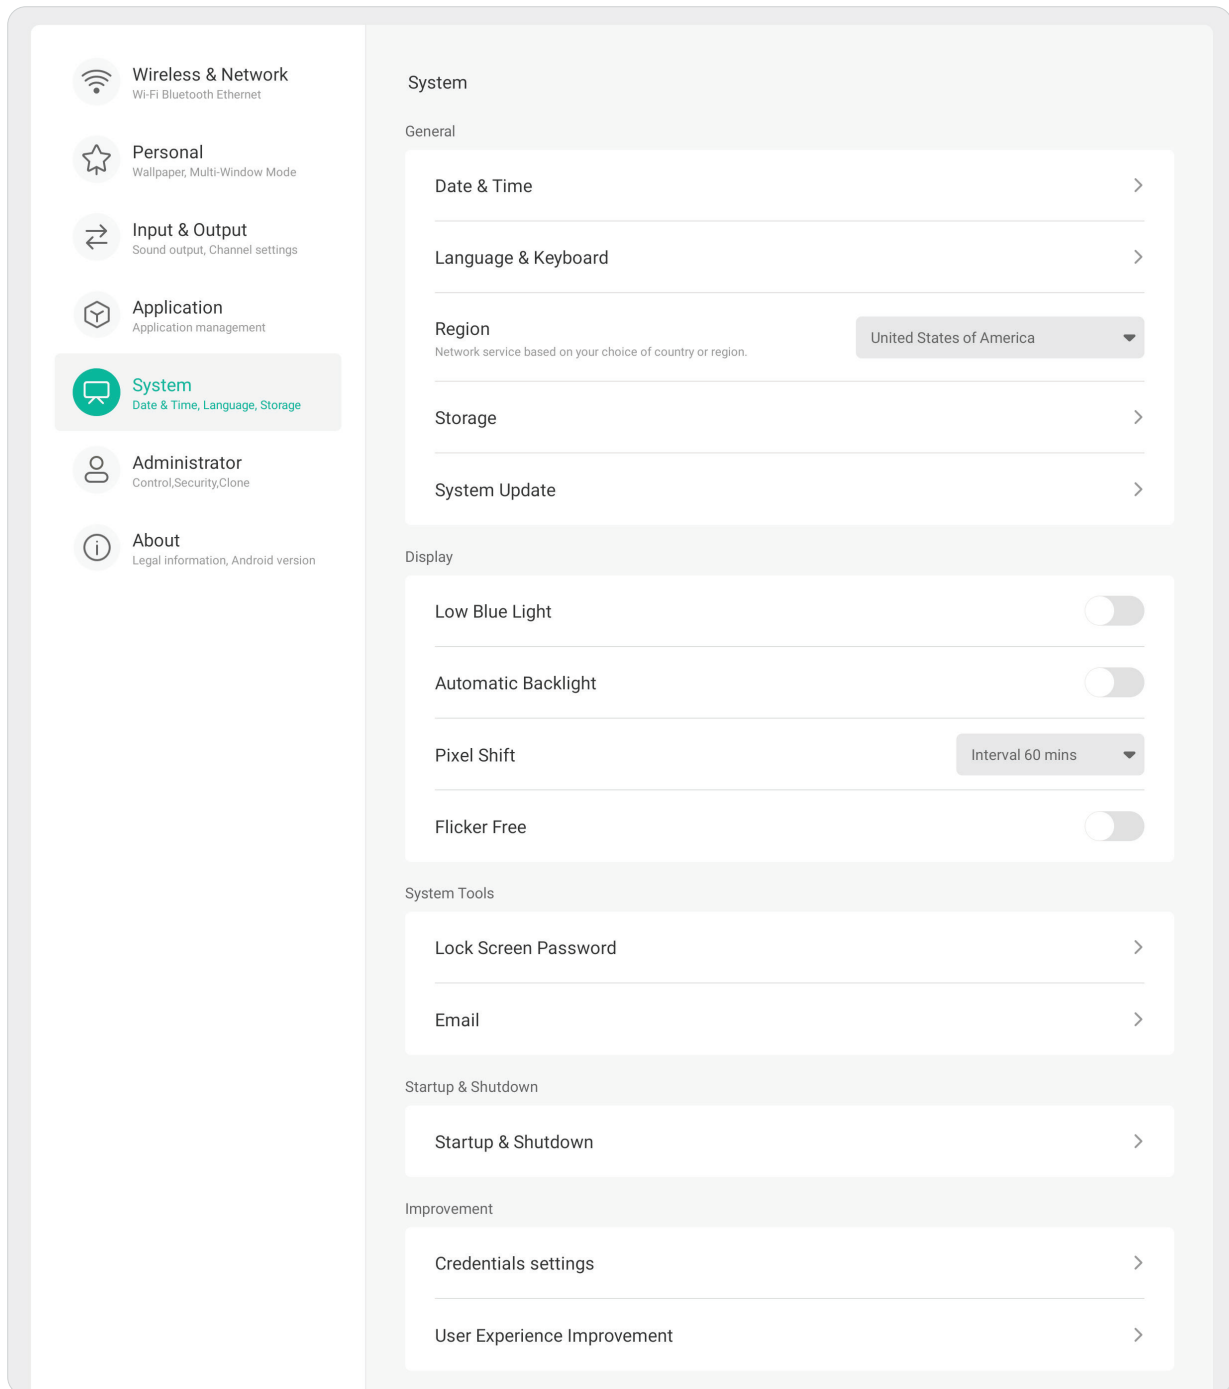 Wireless & Network
Wi-Fi Bluetooth Ethernet
Personal
Wallpaper, Multi-Window Mode
Input & Output
Sound output, Channel settings
Application
Application management
System
Date & Time, Language, Storage
Administrator
Control,Security,Clone
About
Legal information, Android version
System
General
Date & Time
Language & Keyboard
Region
Network service based on your choice of country or region.
United States of America
Storage
System Update
Display
Low Blue Light
Automatic Backlight
Pixel Shift
Interval 60 mins
Flicker Free
System Tools
Lock Screen Password
Email
Startup & Shutdown
Startup & Shutdown
Improvement
Credentials settings
User Experience Improvement